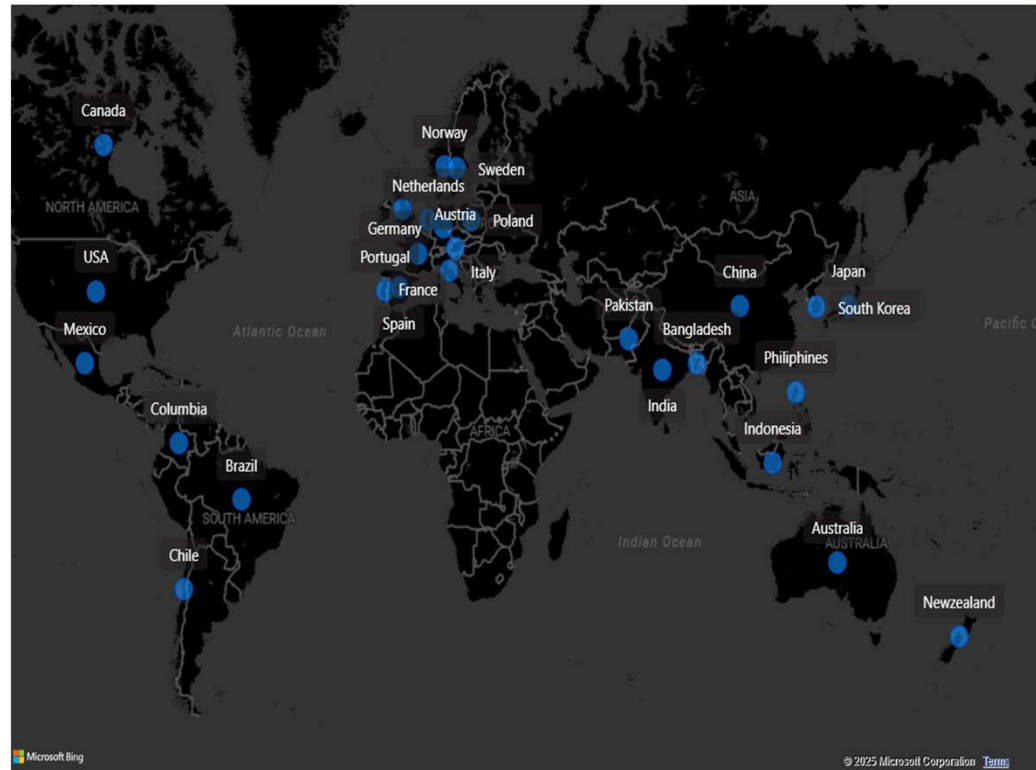 Canada
Norway
Sweden
Netherlands
NORTH AMERICA
ASIA
Germany
Austria
Poland
USA
Portugal
Italy
China
Japan
France
Pakistan
South Korea
Mexico
Atlantic Ocean
Spain
Bangladesh
Pacific
Philiphines
Columbia
India
Indonesia
AFRICA
Brazil
SOUTH AMERICA
Australia
AUSTRALIA
Indian Ocean
Chile
Newzealand
Microsoft Bing
© 2025 Microsoft Corporation Terms